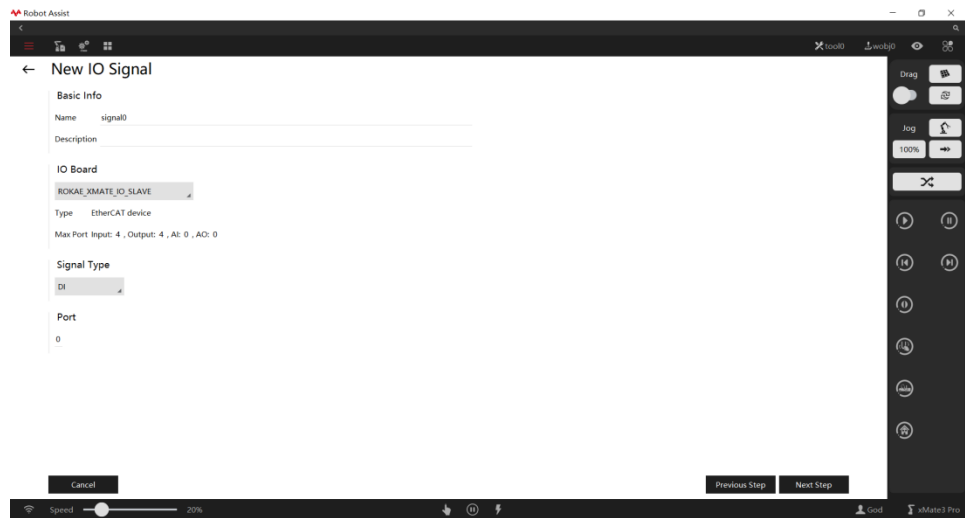 Robot Assist
tool0
wobj0
New IO Signal
Basic Info
Name signal0
Description
IO Board
ROKAE_XMATE_IO_SLAVE
Type EtherCAT device
Max Port Input: 4 , Output: 4 , AI: 0 , AO: 0
Signal Type
DI
Port
0
Cancel
Previous Step
Next Step
Drag
Jog
100%
Speed
20%
God
xMate3 Pro